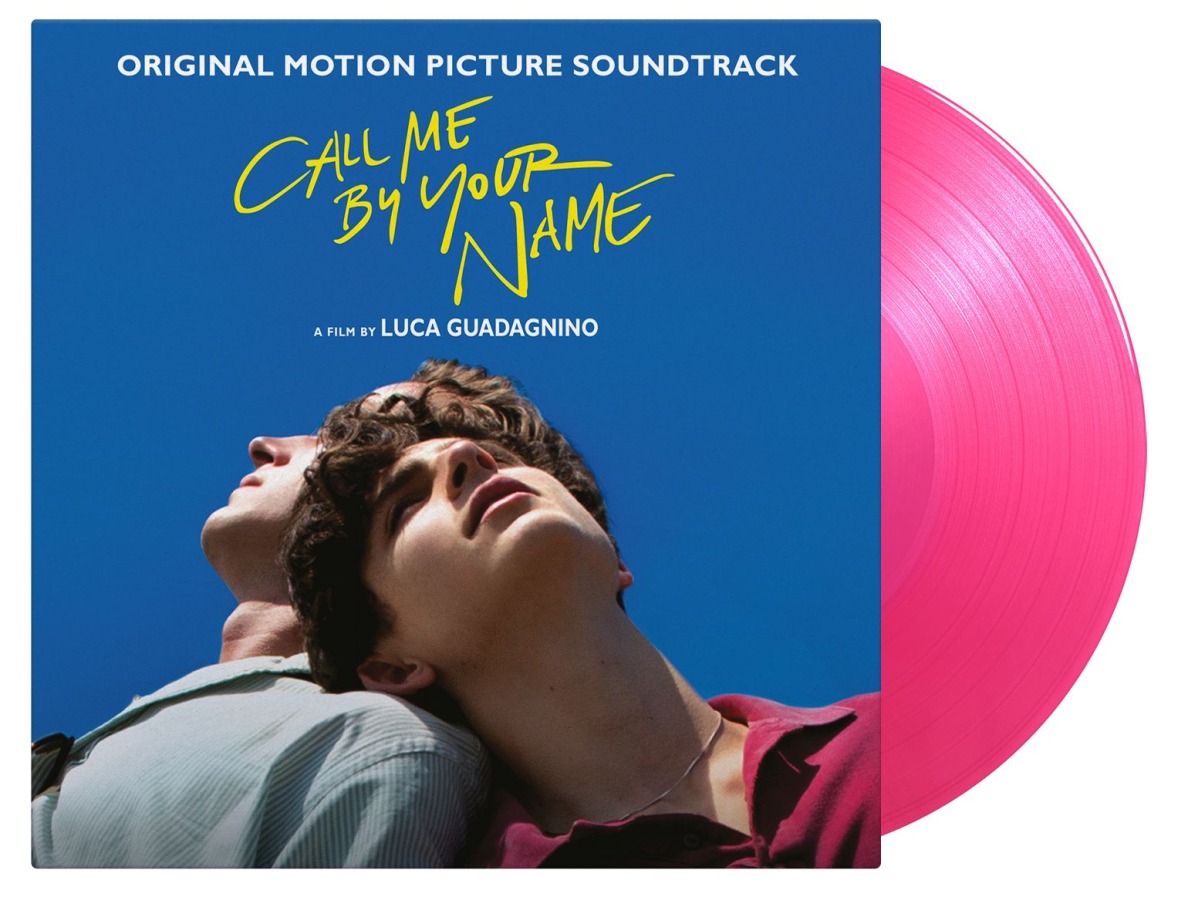 ORIGINAL MOTION PICTURE SOUNDTRACK
CALL ME
BY YOUR
NAME
A FILM BY LUCA GUADAGNINO